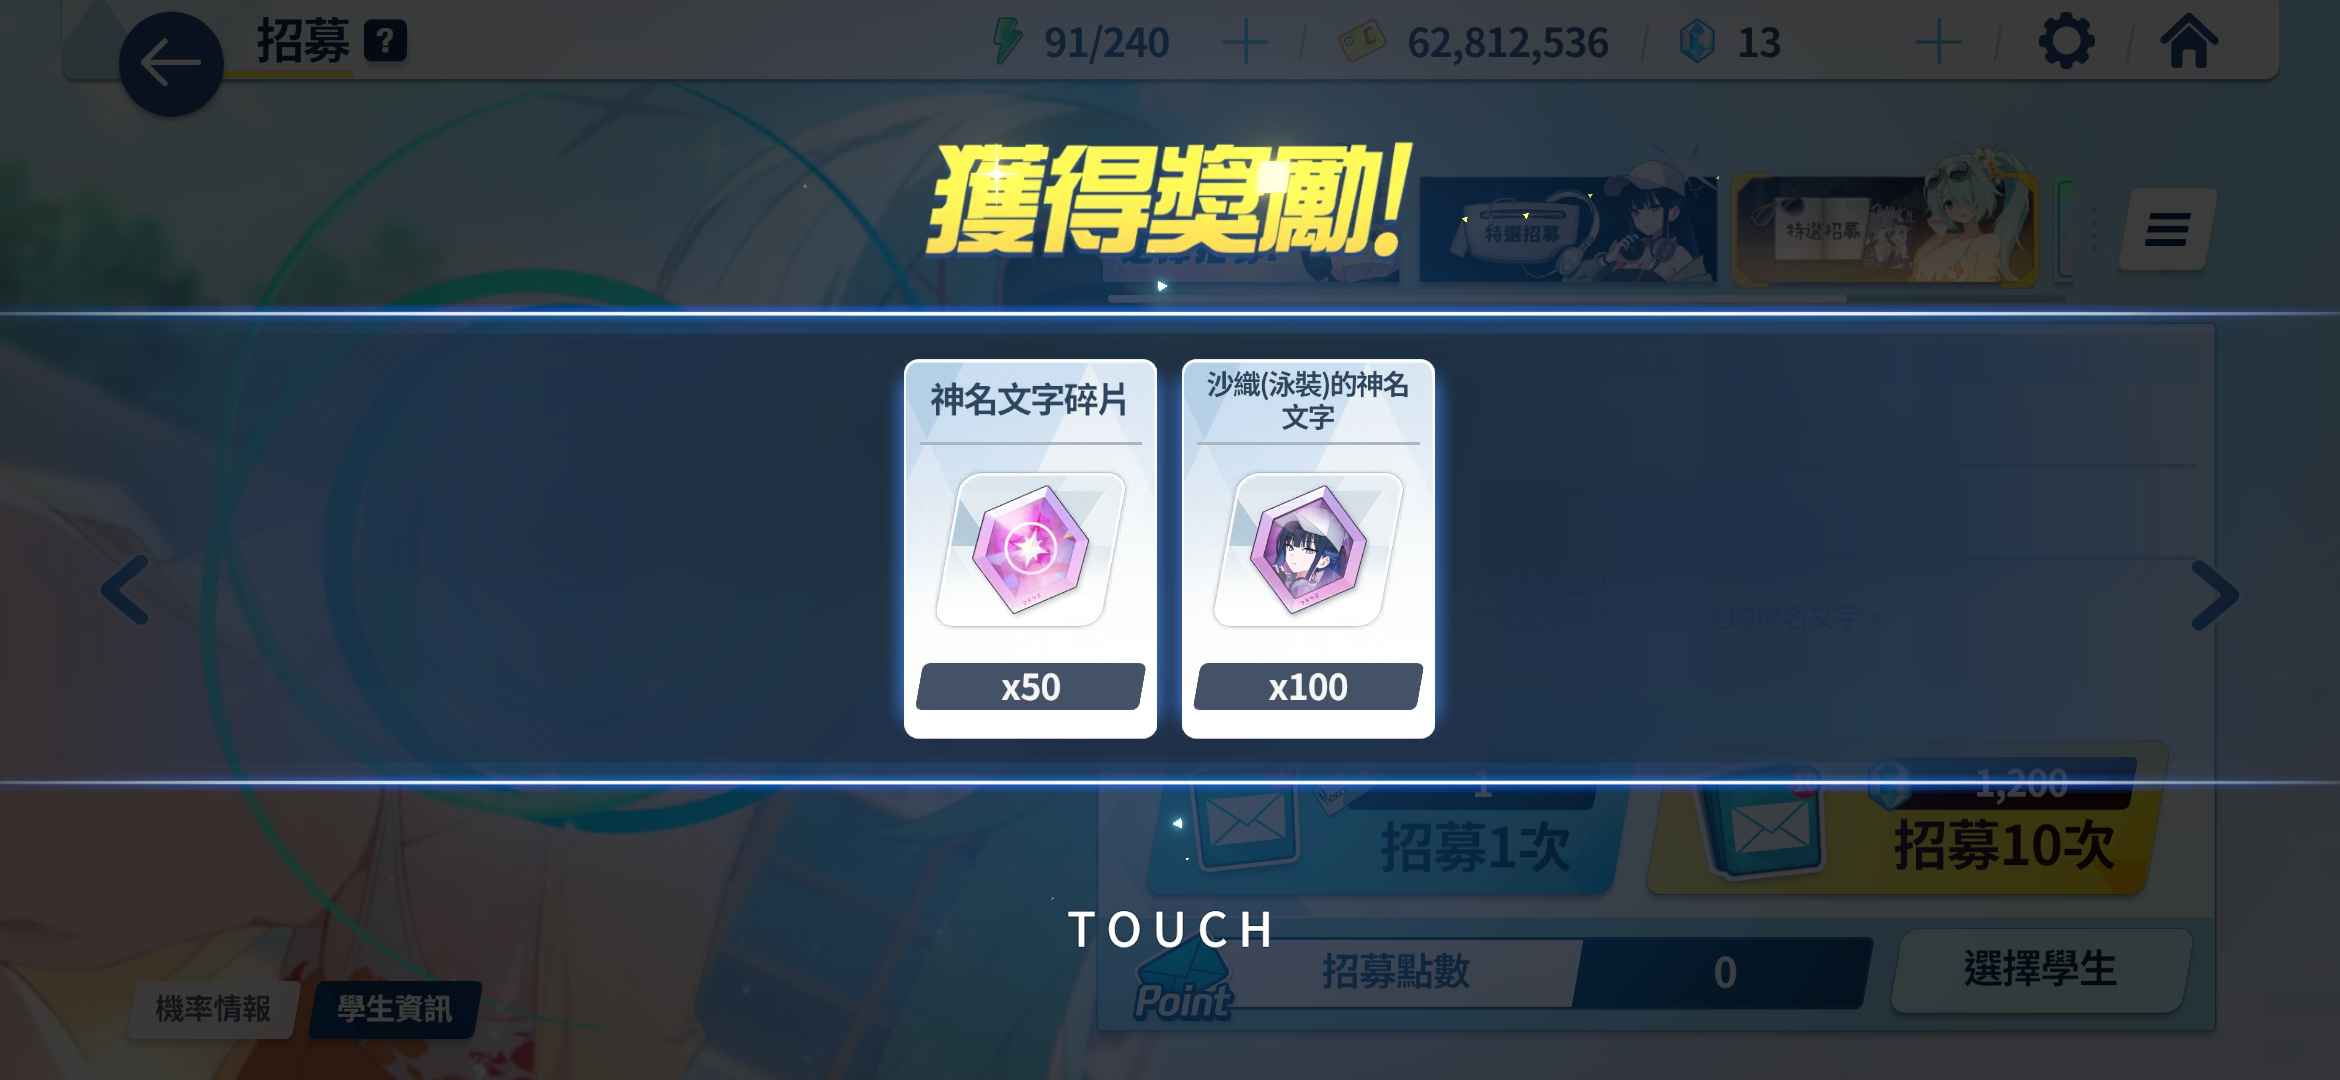 招募 ?
91/240
62,812,536
13
獲得獎勵!
特選招募
特選招募
神名文字碎片
沙織(泳裝)的神名
文字
x50
x100
1
1,200
招募1次
招募10次
TOUCH
Point
招募點數
0
選擇學生
機率情報
學生資訊